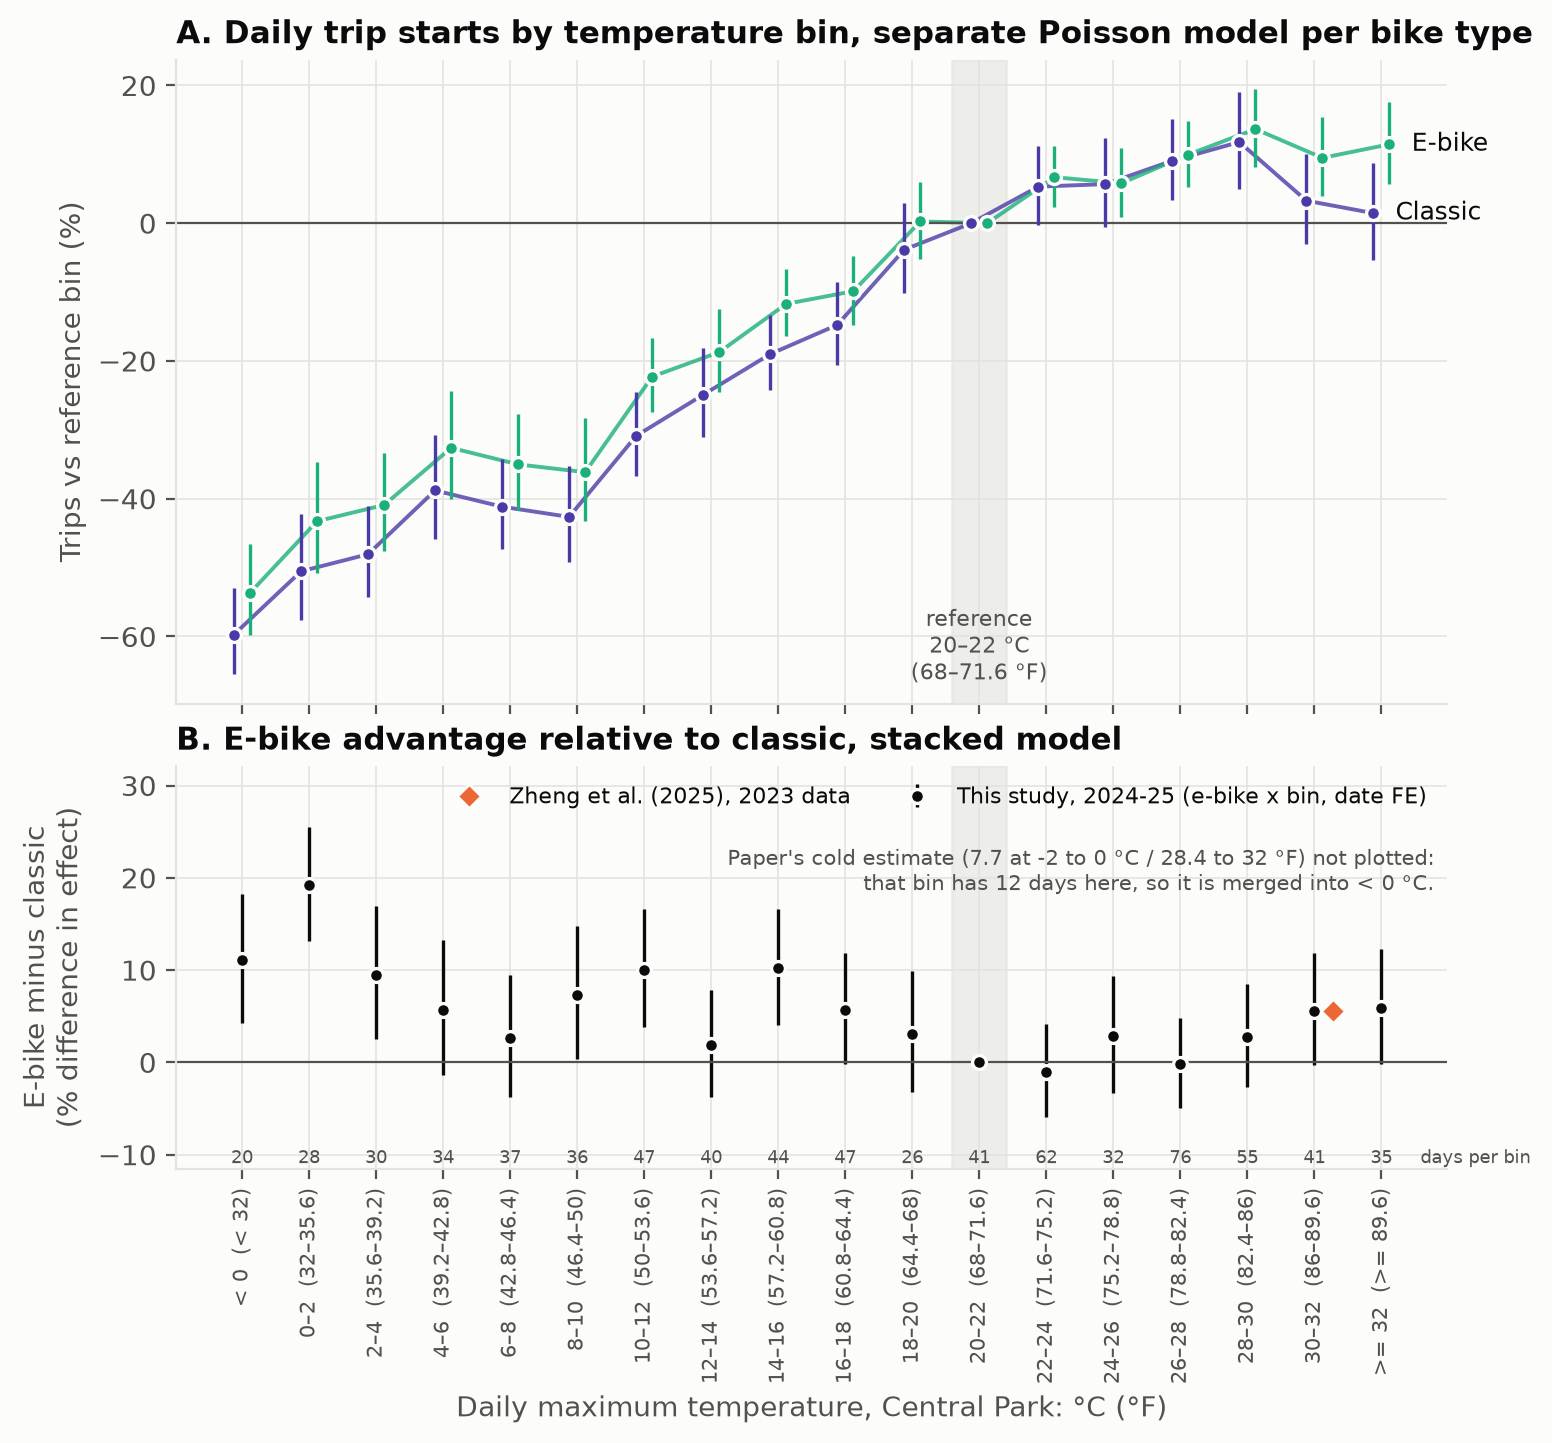 A. Daily trip starts by temperature bin, separate Poisson model per bike type
Trips vs reference bin (%)
20
0
−20
−40
−60
E-bike
Classic
reference
20–22 °C
(68–71.6 °F)
B. E-bike advantage relative to classic, stacked model
E-bike minus classic
(% difference in effect)
30
20
10
0
−10
Zheng et al. (2025), 2023 data
This study, 2024-25 (e-bike x bin, date FE)
Paper's cold estimate (7.7 at -2 to 0 °C / 28.4 to 32 °F) not plotted:
that bin has 12 days here, so it is merged into < 0 °C.
20 28 30 34 37 36 47 40 44 47 26 41 62 32 76 55 41 35 days per bin
< 0 (< 32)
0–2 (32–35.6)
2–4 (35.6–39.2)
4–6 (39.2–42.8)
6–8 (42.8–46.4)
8–10 (46.4–50)
10–12 (50–53.6)
12–14 (53.6–57.2)
14–16 (57.2–60.8)
16–18 (60.8–64.4)
18–20 (64.4–68)
20–22 (68–71.6)
22–24 (71.6–75.2)
24–26 (75.2–78.8)
26–28 (78.8–82.4)
28–30 (82.4–86)
30–32 (86–89.6)
>= 32 (>= 89.6)
Daily maximum temperature, Central Park: °C (°F)